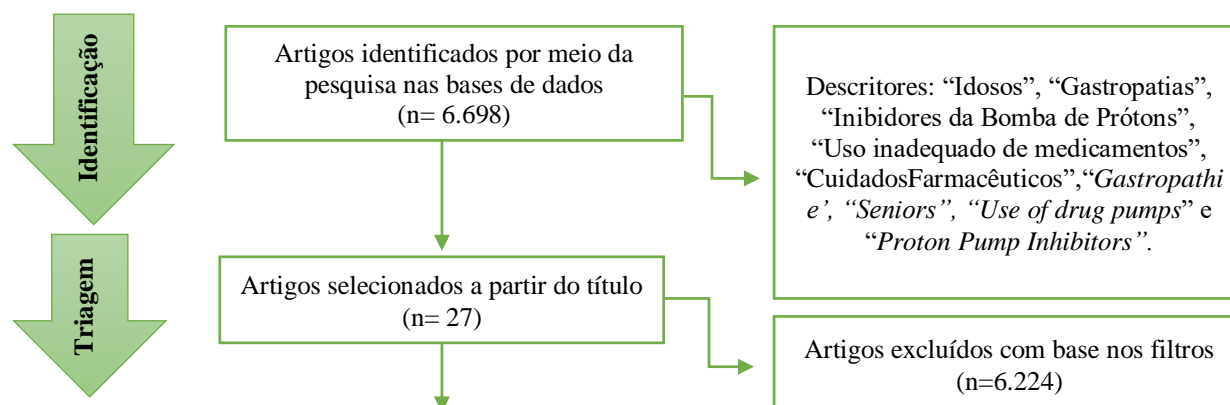 Identificação
Artigos identificados por meio da
pesquisa nas bases de dados
(n= 6.698)
Descritores: “Idosos”, “Gastropatias”,
“Inibidores da Bomba de Prótons”,
“Uso inadequado de medicamentos”,
“CuidadosFarmacêuticos”,“Gastropathi
e’, “Seniors”, “Use of drug pumps” e
“Proton Pump Inhibitors”.
Triagem
Artigos selecionados a partir do título
(n= 27)
Artigos excluídos com base nos filtros
(n=6.224)